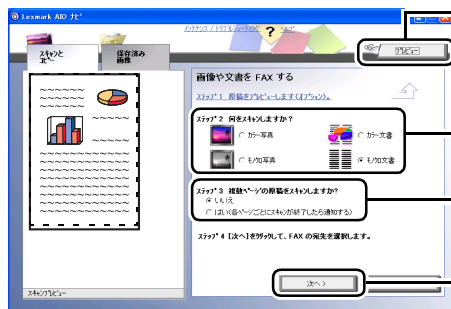 Lexmark AIO ナビ
メンテナンス / トラブルシューティング
ヘルプ
スキャンと
コピー
保存済み
画像
プレビュー
画像や文書を FAX する
ステップ 1 原稿をプレビューします(オプション)。
ステップ 2 何をスキャンしますか?
カラー写真
カラー文書
モノクロ写真
モノクロ文書
ステップ 3 複数ページの原稿をスキャンしますか?
いいえ
はい(各ページごとにスキャンが終了したら通知する)
ステップ 4 [次へ]をクリックして、FAX の宛先を選択します。
次へ >
スキャンプレビュー